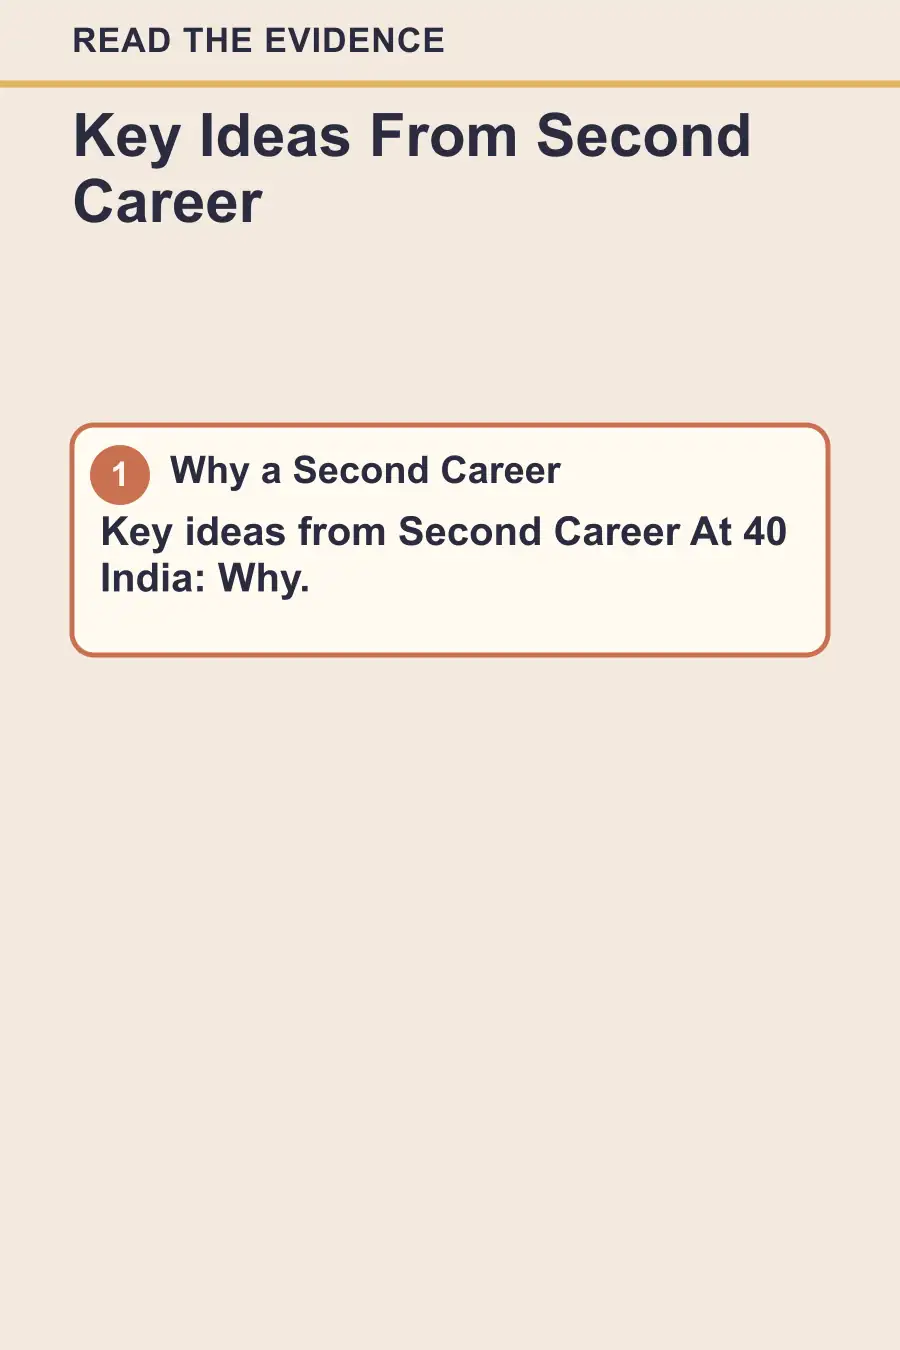 READ THE EVIDENCE
Key Ideas From Second
Career
1 Why a Second Career
Key ideas from Second Career At 40
India: Why.